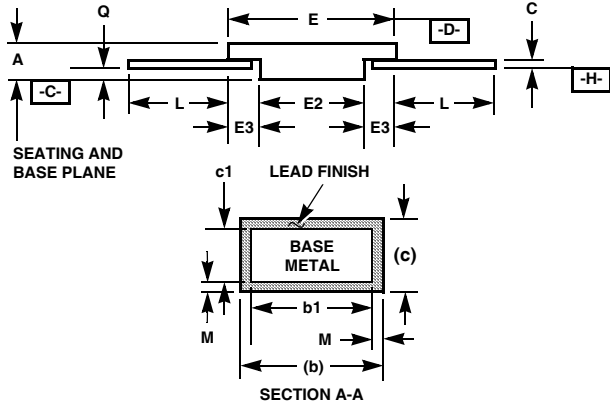 Q E C
-D-
A
-C- -H-
L E2 L
E3 E3
SEATING AND
BASE PLANE
c1 LEAD FINISH
BASE
METAL
(c)
b1
M M
(b)
SECTION A-A